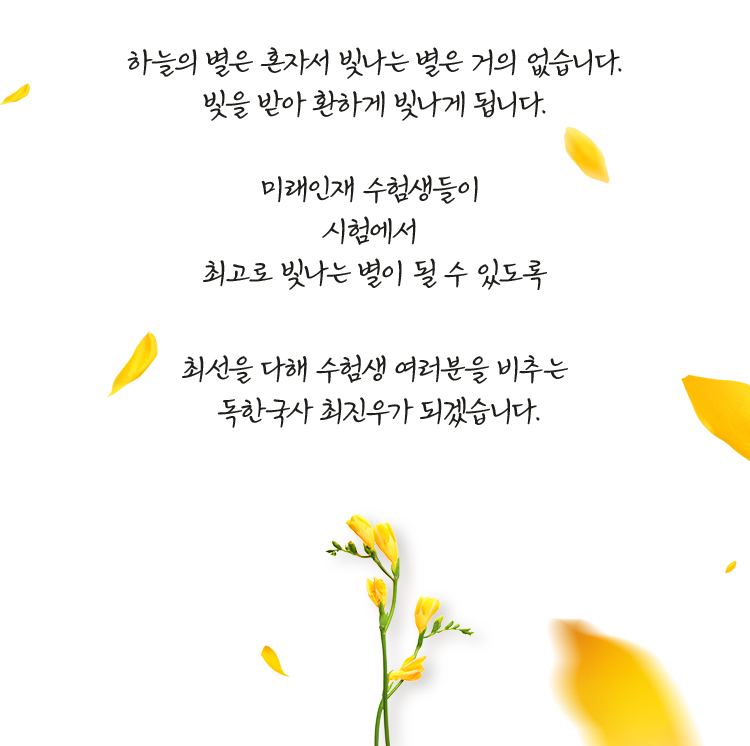 하늘의 별은 혼자서 빛나는 별은 거의 없습니다.
빛을 받아 환하게 빛나게 됩니다.
미래인재 수험생들이
시험에서
최고로 빛나는 별이 될 수 있도록
최선을 다해 수험생 여러분을 비추는
독한국사 최진우가 되겠습니다.